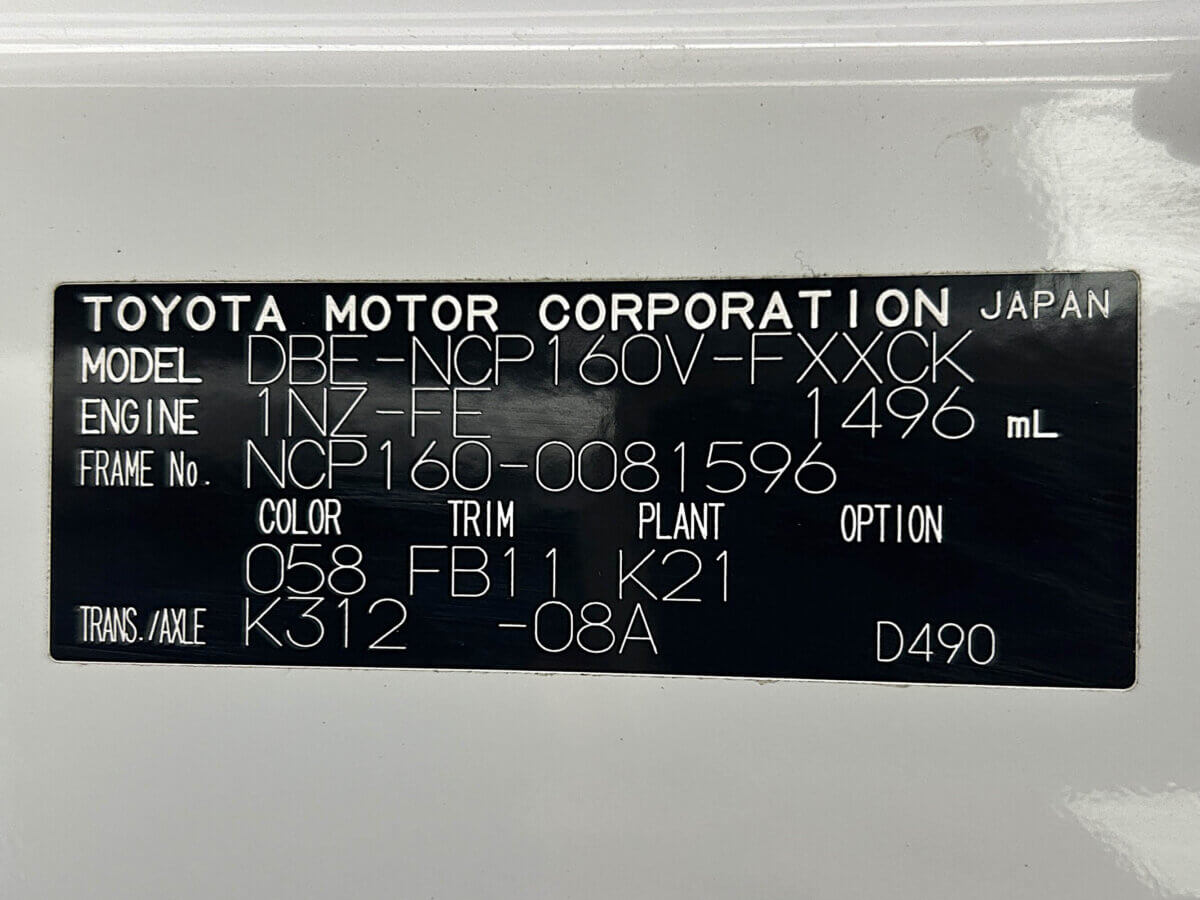 TOYOTA MOTOR CORPORATION JAPAN
MODEL DBE-NCP160V-FXXCK
ENGINE 1NZ-FE 1496 mL
FRAME No. NCP160-0081596
COLOR TRIM PLANT OPTION
058 FB11 K21
TRANS./AXLE K312 -08A D490